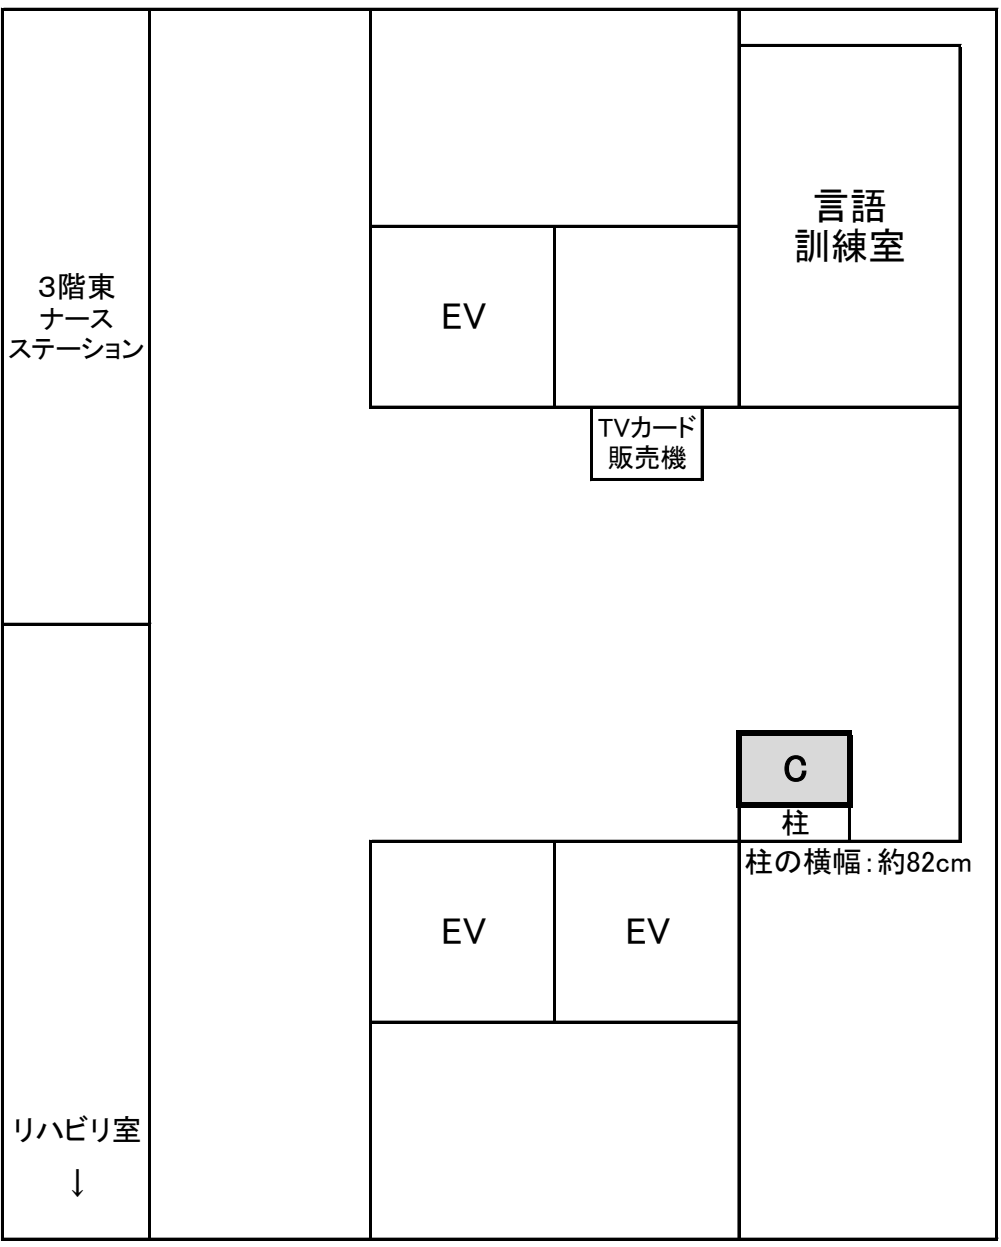 言語
訓練室
3階東
ナース
ステーション
EV
TVカード
販売機
C
柱
柱の横幅:約82cm
EV
EV
リハビリ室
↓